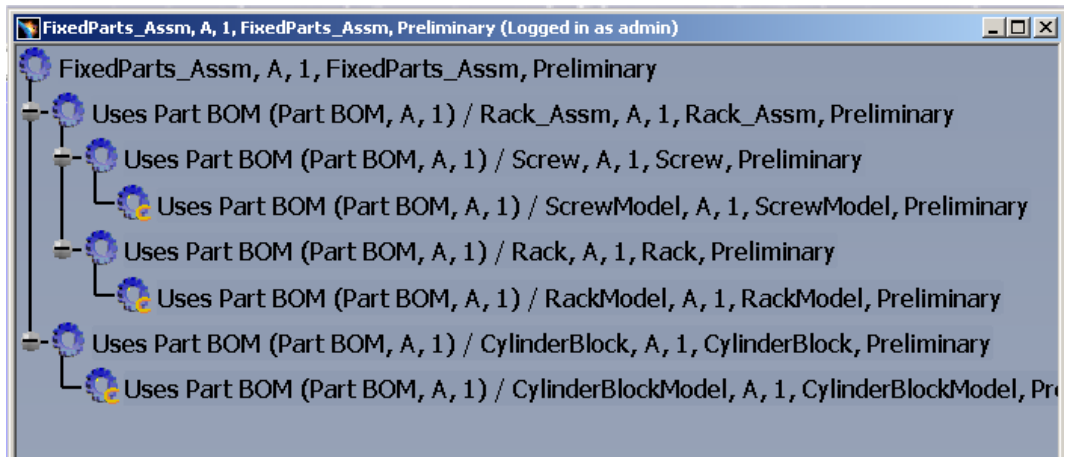 FixedParts_Assm, A, 1, FixedParts_Assm, Preliminary (Logged in as admin)
FixedParts_Assm, A, 1, FixedParts_Assm, Preliminary
Uses Part BOM (Part BOM, A, 1) / Rack_Assm, A, 1, Rack_Assm, Preliminary
Uses Part BOM (Part BOM, A, 1) / Screw, A, 1, Screw, Preliminary
Uses Part BOM (Part BOM, A, 1) / ScrewModel, A, 1, ScrewModel, Preliminary
Uses Part BOM (Part BOM, A, 1) / Rack, A, 1, Rack, Preliminary
Uses Part BOM (Part BOM, A, 1) / RackModel, A, 1, RackModel, Preliminary
Uses Part BOM (Part BOM, A, 1) / CylinderBlock, A, 1, CylinderBlock, Preliminary
Uses Part BOM (Part BOM, A, 1) / CylinderBlockModel, A, 1, CylinderBlockModel,